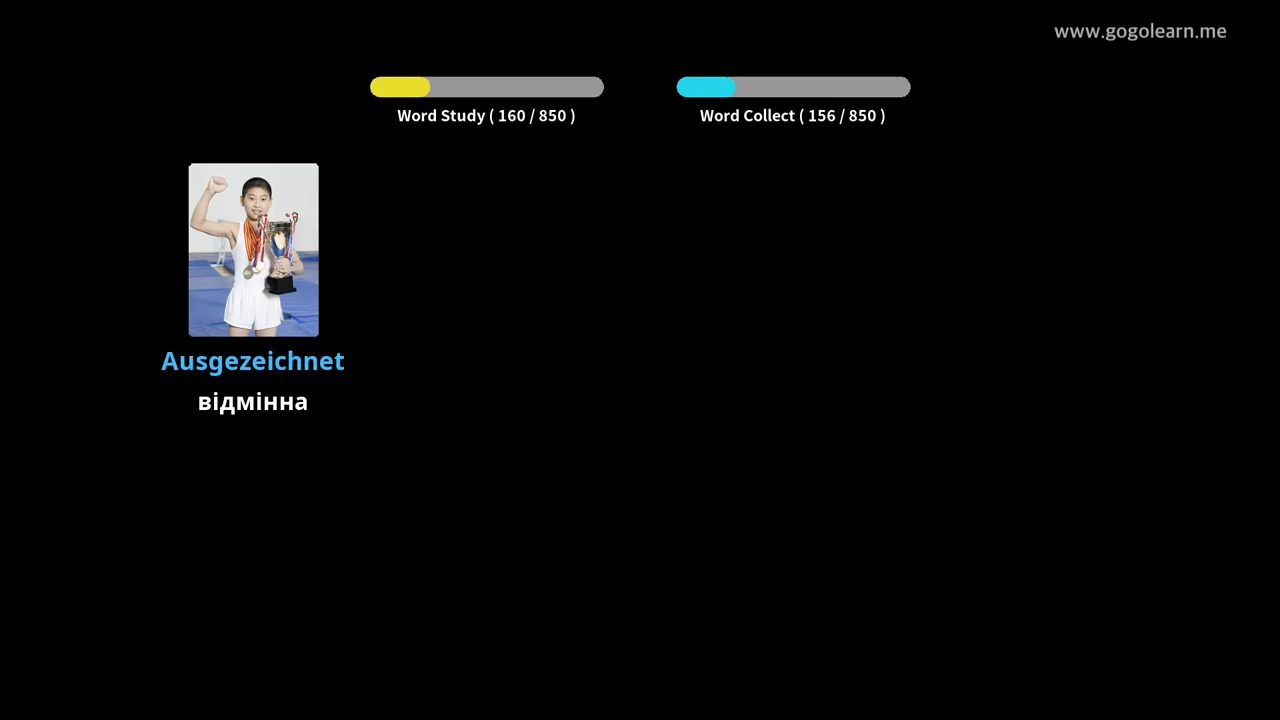 www.gogolearn.me
Word Study ( 160 / 850 )
Word Collect ( 156 / 850 )
Ausgezeichnet
відмінна